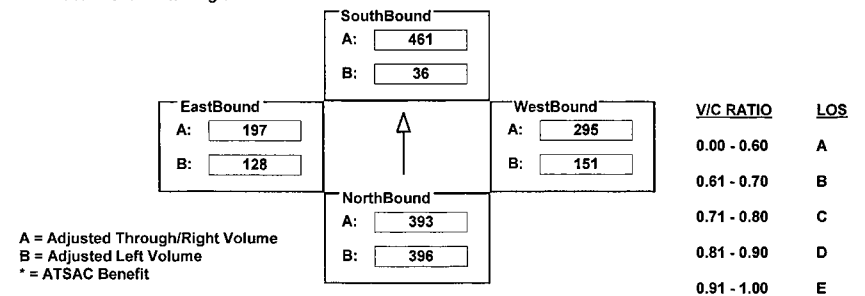 SouthBound
A: 461
B: 36
EastBound
A: 197
B: 128
WestBound
A: 295
B: 151
NorthBound
A: 393
B: 396
A = Adjusted Through/Right Volume
B = Adjusted Left Volume
* = ATSAC Benefit
V/C RATIO LOS
0.00 - 0.60 A
0.61 - 0.70 B
0.71 - 0.80 C
0.81 - 0.90 D
0.91 - 1.00 E